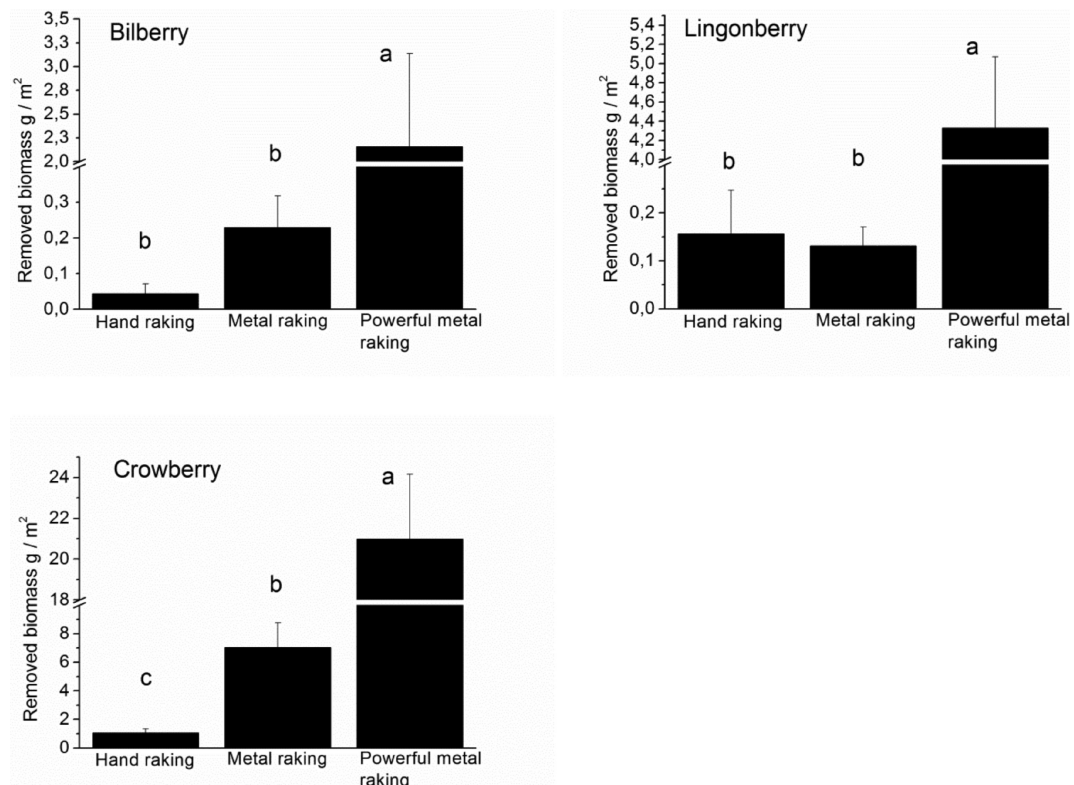 Bilberry
Removed biomass g / m²
3,5
3,3
3,0
2,8
2,5
2,3
2,0
0,3
0,2
0,1
0,0
b
b
a
Hand raking
Metal raking
Powerful metal
raking
Lingonberry
Removed biomass g / m²
5,4
5,2
5,0
4,8
4,6
4,4
4,2
4,0
0,2
0,1
0,0
b
b
a
Hand raking
Metal raking
Powerful metal
raking
Crowberry
Removed biomass g / m²
24
22
20
18
8
6
4
2
0
c
b
a
Hand raking
Metal raking
Powerful metal
raking